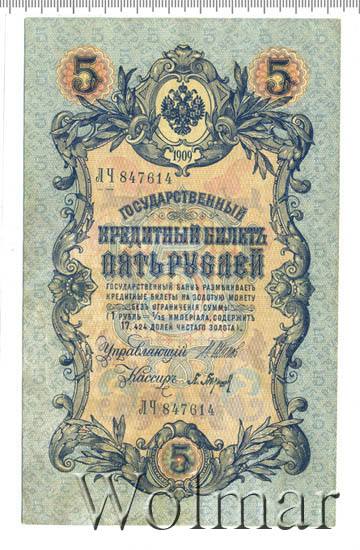 5 5
1909
ЛЧ 847614
ГОСУДАРСТВЕННЫЙ
КРЕДИТНЫЙ БИЛЕТЪ
ПЯТЬ РУБЛЕЙ
ГОСУДАРСТВЕННЫЙ БАНКЪ РАЗМѢНИВАЕТЪ
КРЕДИТНЫЕ БИЛЕТЫ НА ЗОЛОТУЮ МОНЕТУ
БЕЗЪ ОГРАНИЧЕНІЯ СУММЫ
(1 РУБЛЬ = 1/15 ИМПЕРІАЛА, СОДЕРЖИТЪ
17,424 ДОЛЕЙ ЧИСТАГО ЗОЛОТА).
Управляющій
Кассиръ
ЛЧ 847614
5
Wolmar